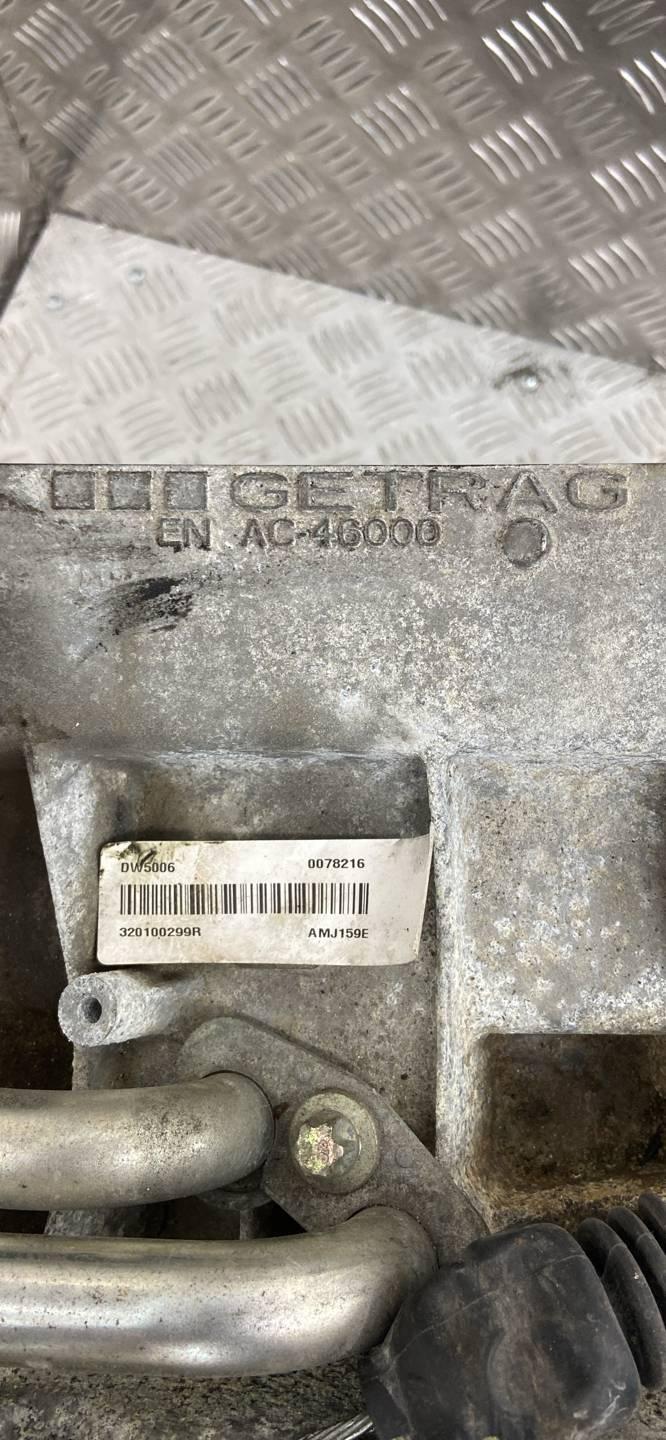 GETRAG
EN AC-46000
DW5006 0078216
320100299R AMJ159E